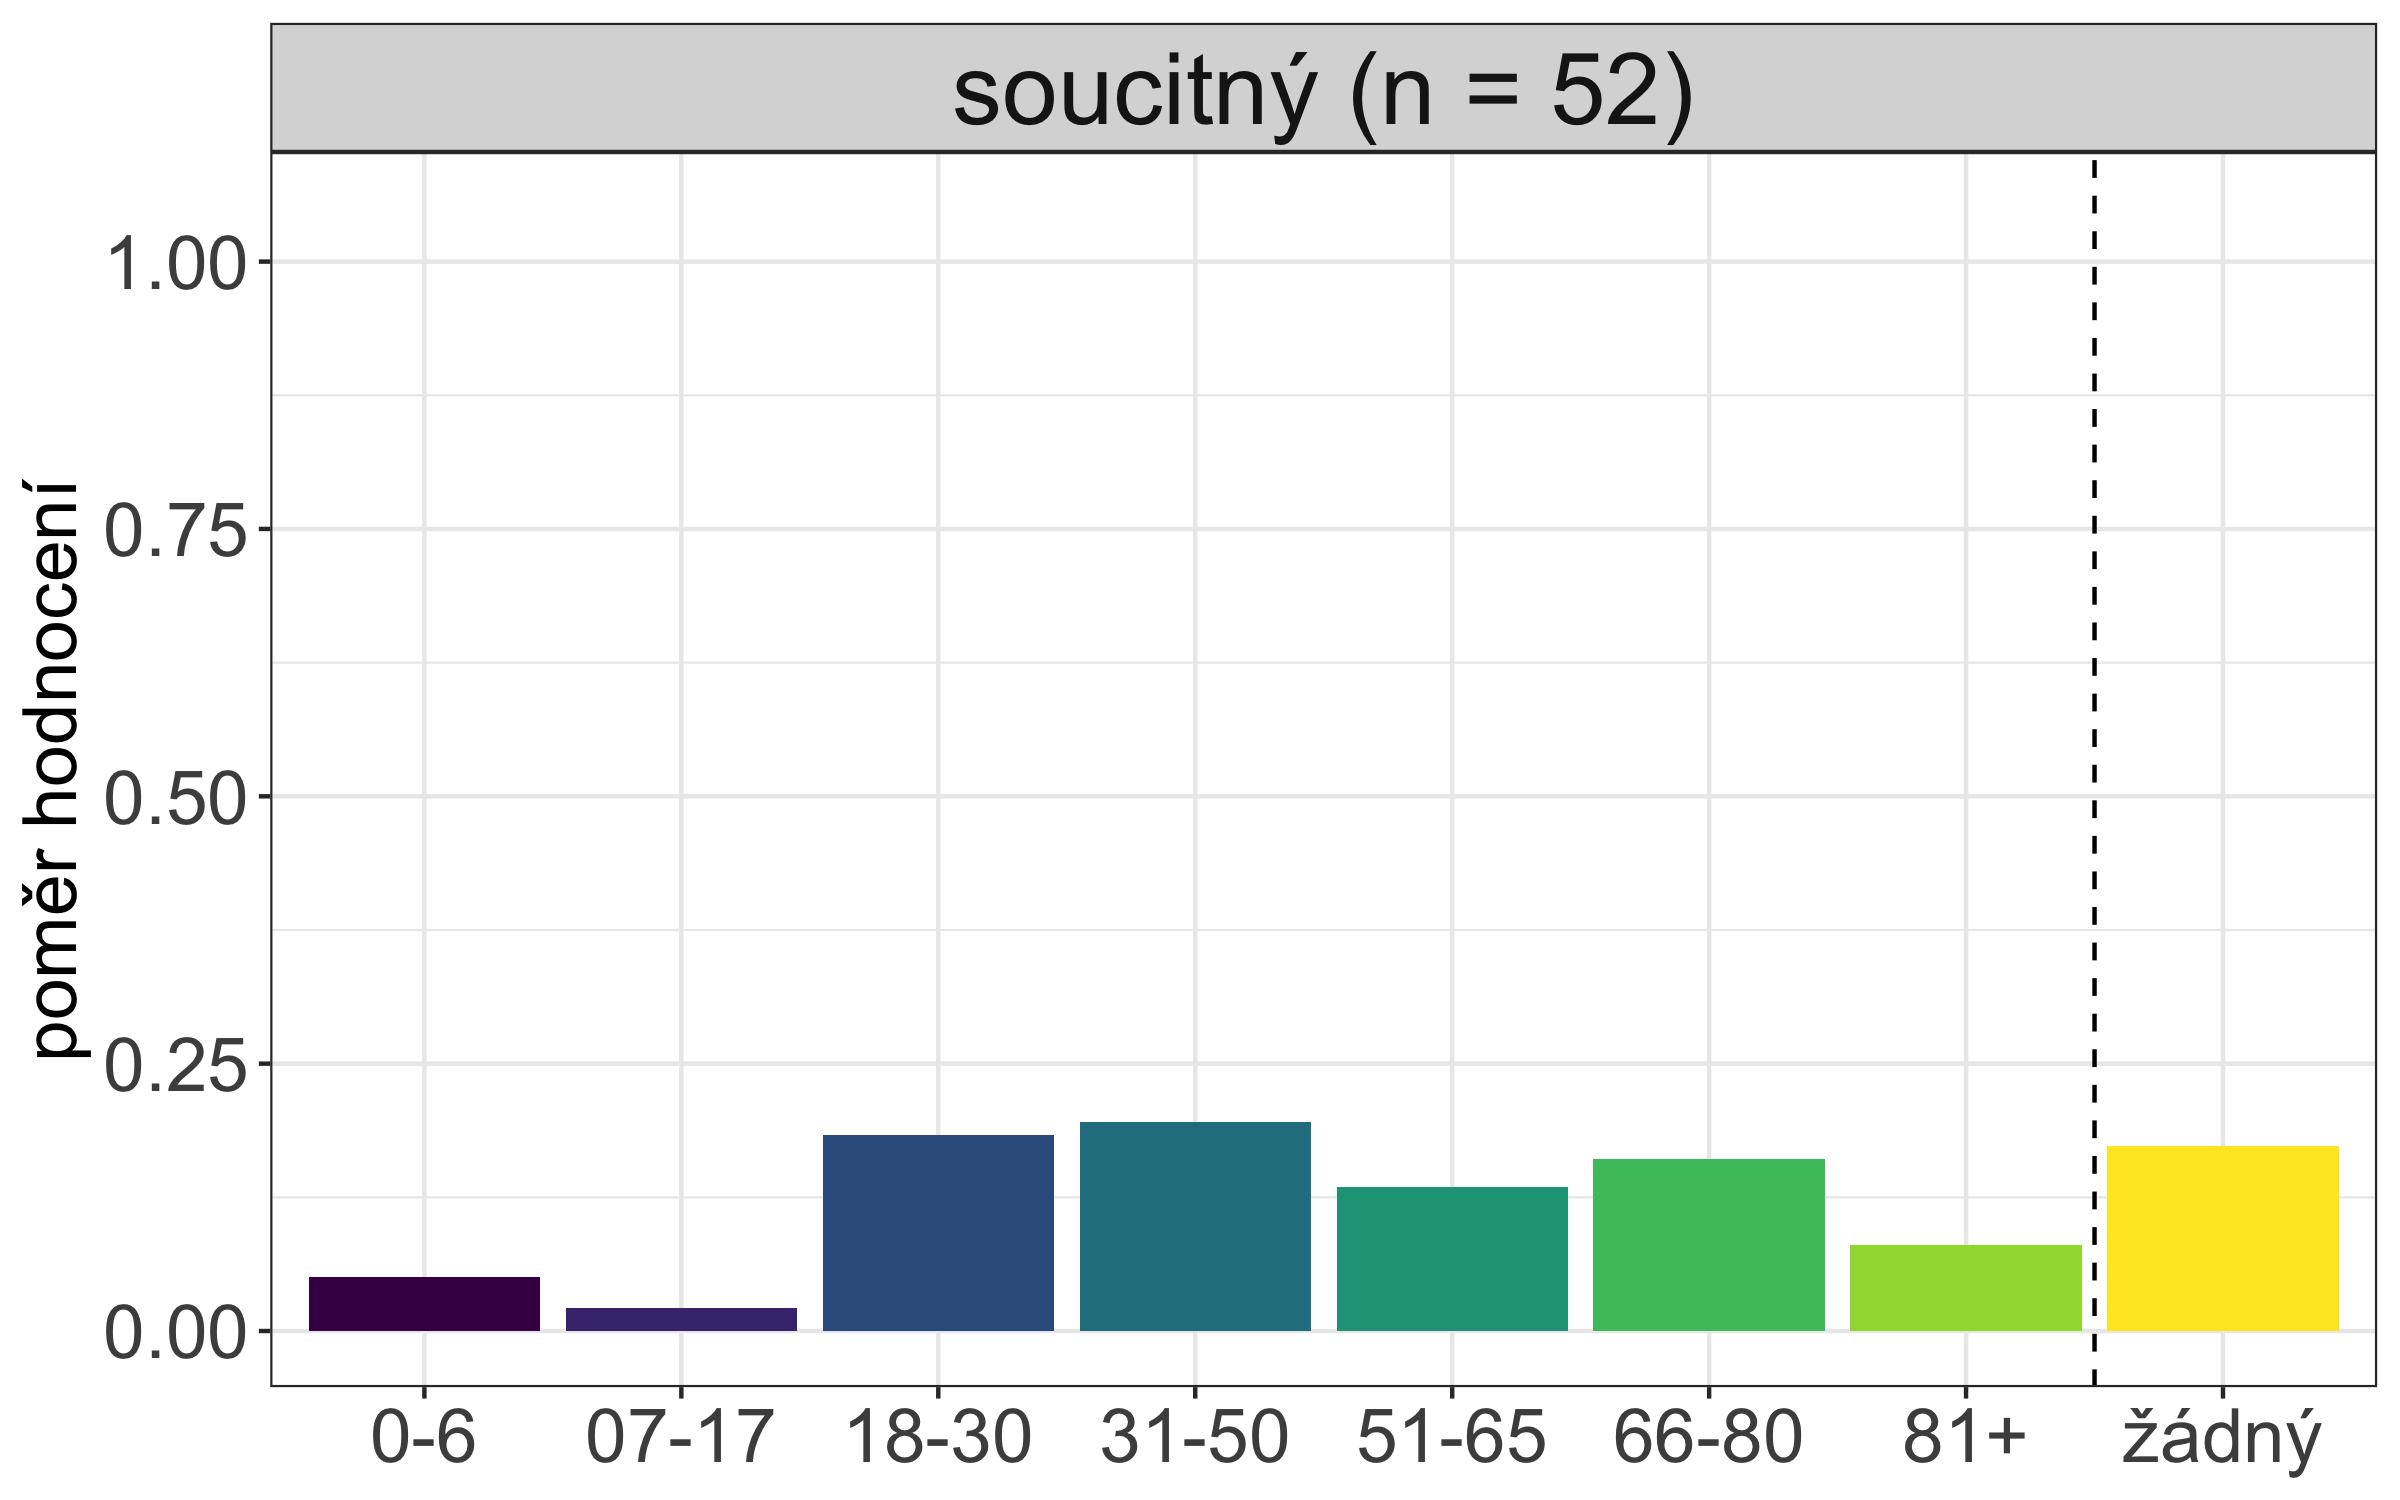 soucitný (n = 52)
poměr hodnocení
1.00
0.75
0.50
0.25
0.00
0-6 07-17 18-30 31-50 51-65 66-80 81+ žádný